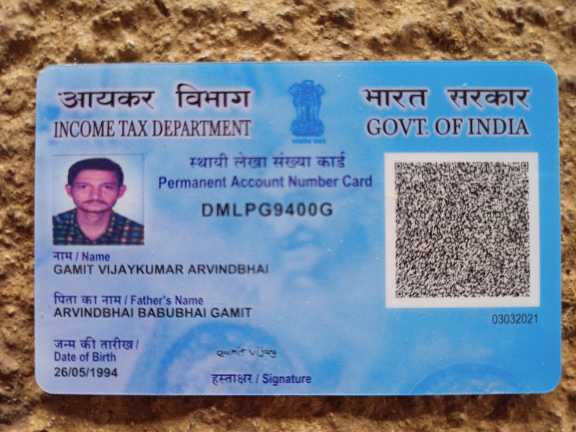 आयकर विभाग
INCOME TAX DEPARTMENT
भारत सरकार
GOVT. OF INDIA
स्थायी लेखा संख्या कार्ड
Permanent Account Number Card
DMLPG9400G
नाम / Name
GAMIT VIJAYKUMAR ARVINDBHAI
पिता का नाम / Father's Name
ARVINDBHAI BABUBHAI GAMIT
जन्म की तारीख /
Date of Birth
26/05/1994
हस्ताक्षर / Signature
03032021